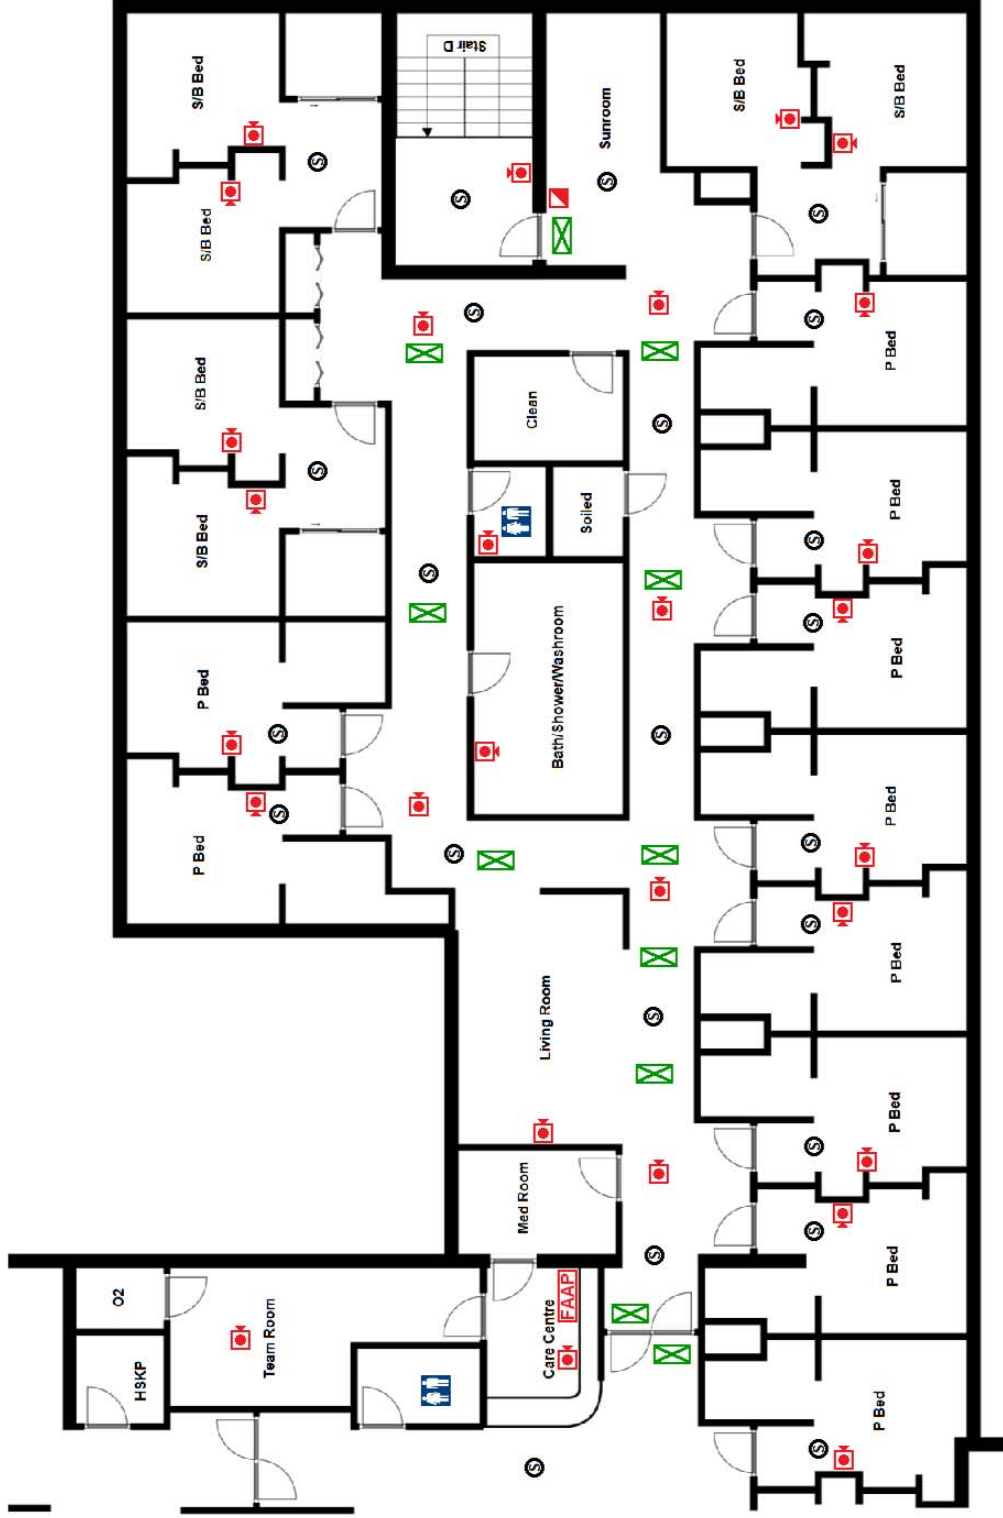 Stair D
S/B Bed
Sunroom
S/B Bed
S/B Bed
S
S
S
S
S/B Bed
S
S
P Bed
S/B Bed
Clean
S
S
P Bed
Soiled
S/B Bed
S
S
S
P Bed
P Bed
Bath/Shower/Washroom
S
S
P Bed
P Bed
S
S
S
S
P Bed
Living Room
S
P Bed
S
Med Room
S
S
P Bed
O2
Team Room
Care Centre
FAAP
HSKP
P Bed
S
S